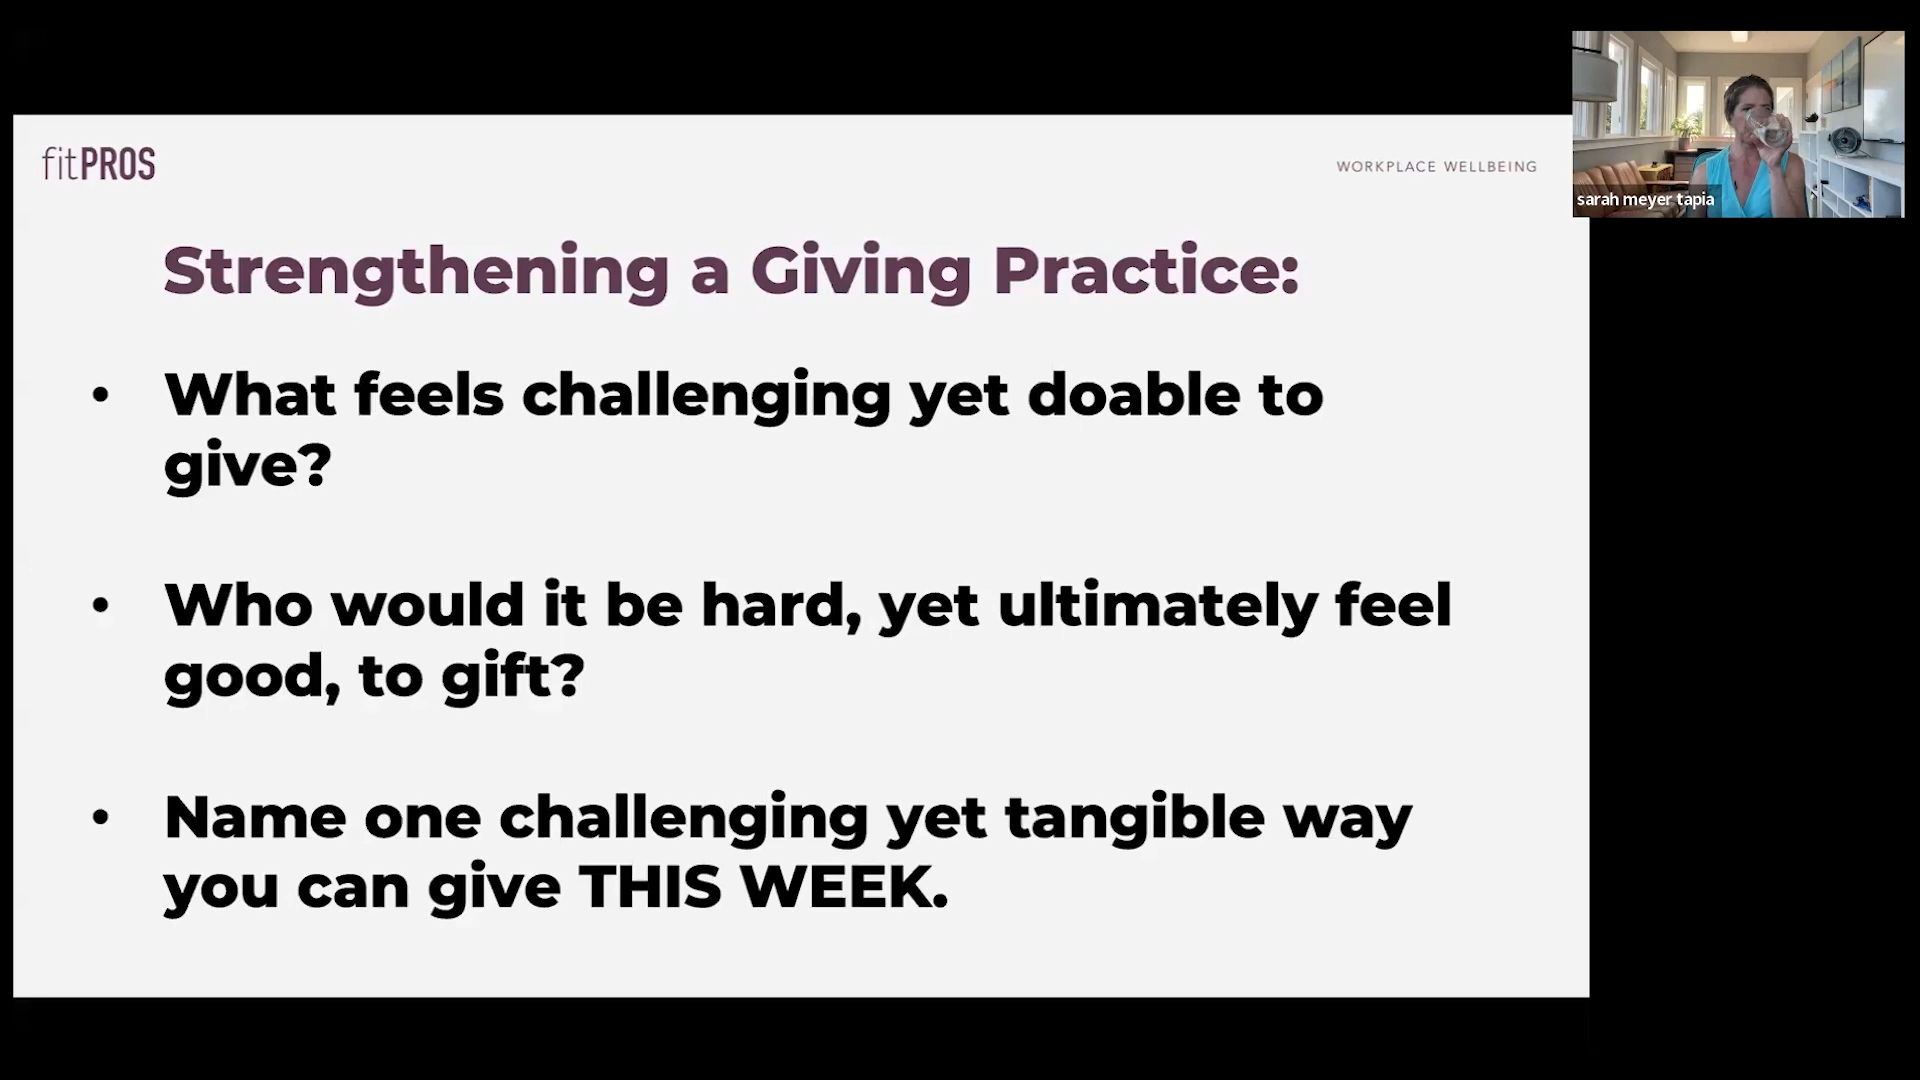 fitPROS
WORKPLACE WELLBEING
sarah meyer tapia
Strengthening a Giving Practice:
• What feels challenging yet doable to
give?
• Who would it be hard, yet ultimately feel
good, to gift?
• Name one challenging yet tangible way
you can give THIS WEEK.